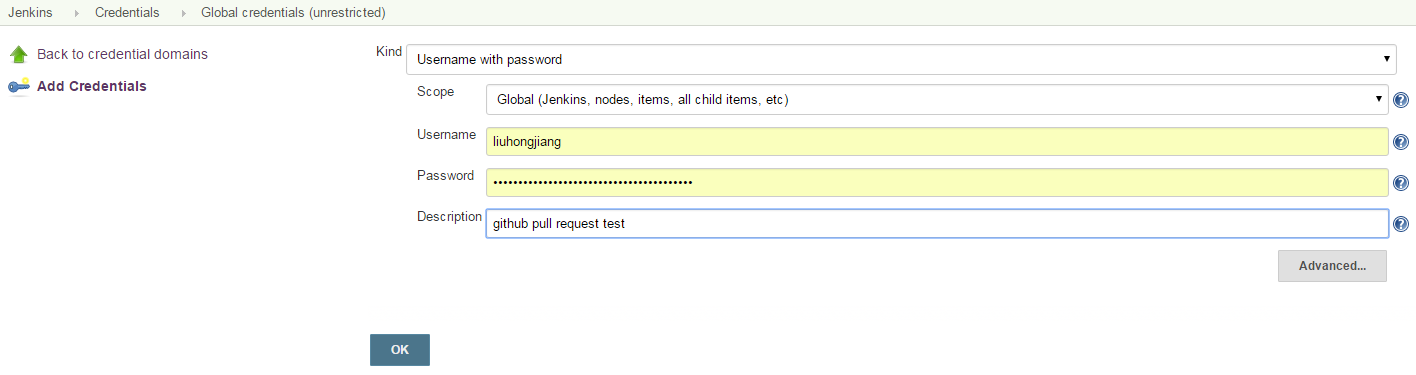 Jenkins Credentials Global credentials (unrestricted)
Back to credential domains
Add Credentials
Kind Username with password
Scope Global (Jenkins, nodes, items, all child items, etc)
Username liuhongjiang
Password ••••••••••••••••••••••••••••••••••••••••
Description github pull request test
Advanced...
OK